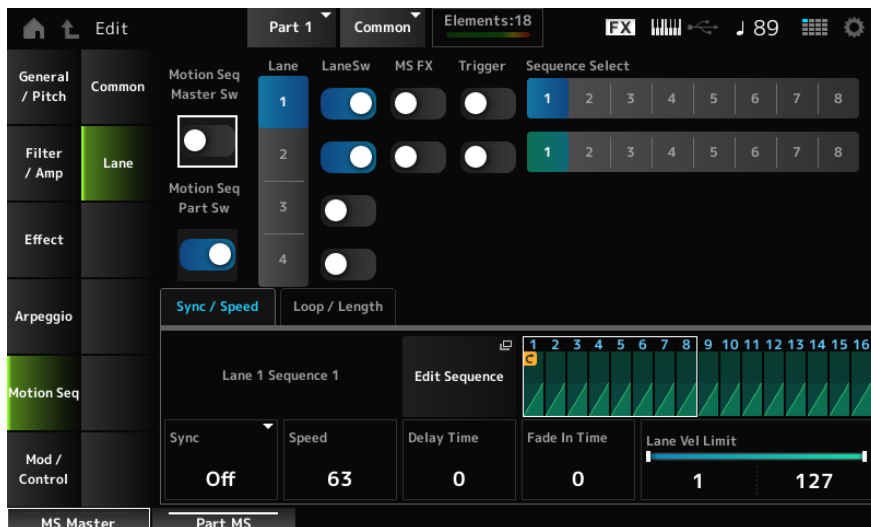 Edit
Part 1
Common
Elements:18
FX
♩ 89
General
/ Pitch
Common
Filter
/ Amp
Lane
Effect
Arpeggio
Motion Seq
Mod /
Control
Motion Seq
Master Sw
Motion Seq
Part Sw
Lane
LaneSw
MS FX
Trigger
Sequence Select
1
1 2 3 4 5 6 7 8
2
1 2 3 4 5 6 7 8
3
4
Sync / Speed
Loop / Length
Lane 1 Sequence 1
Edit Sequence
1 2 3 4 5 6 7 8 9 10 11 12 13 14 15 16
Sync
Off
Speed
63
Delay Time
0
Fade In Time
0
Lane Vel Limit
1
127
MS Master
Part MS